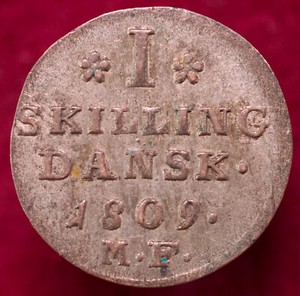 I
SKILLING
DANSK.
1809.
M.F.